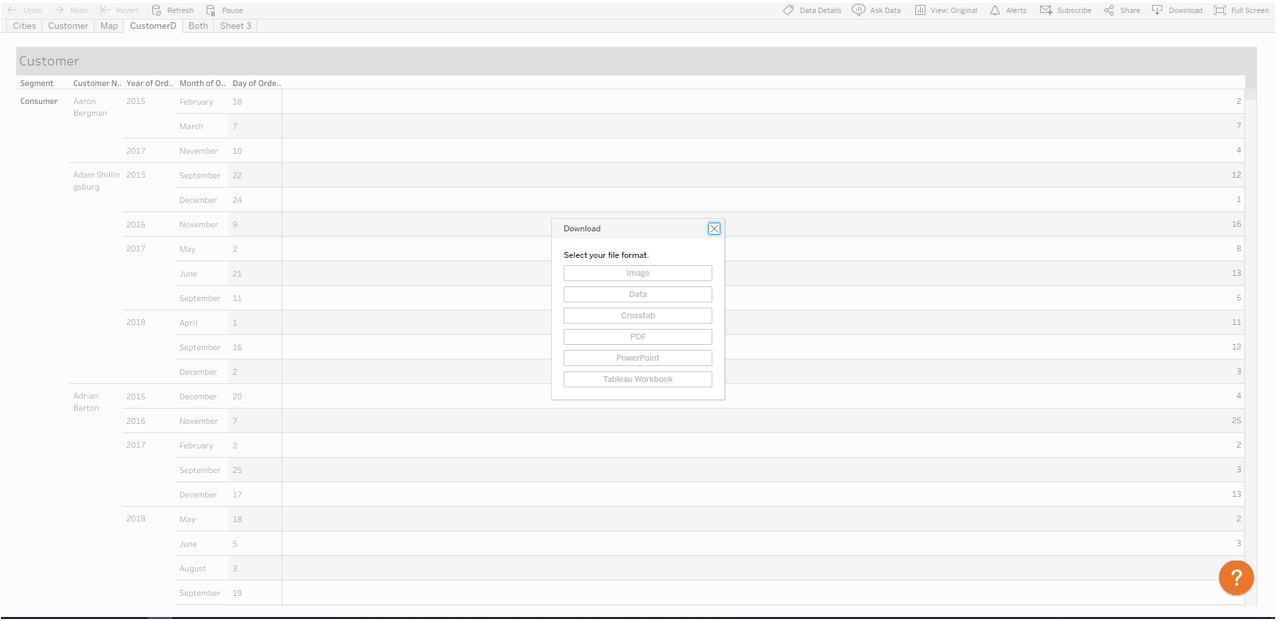 Undo Redo Revert Refresh Pause Data Details Ask Data View: Original Alerts Subscribe Share Download Full Screen
Cities Customer Map CustomerD Both Sheet 3
Customer
Segment Customer N.. Year of Ord.. Month of O.. Day of Orde..
Consumer Aaron 2015 February 18 2
Bergman
March 7 7
2017 November 10 4
Adam Shillin 2015 September 22 12
gsburg
December 24 1
2016 November 9 16
2017 May 2 8
June 21 13
September 11 5
2018 April 1 11
September 16 12
December 2 3
Adrian 2015 December 20 4
Barton
2016 November 7 25
2017 February 2 2
September 25 3
December 17 13
2018 May 18 2
June 5 3
August 3
September 19
Download
Select your file format.
Image
Data
Crosstab
PDF
PowerPoint
Tableau Workbook
?